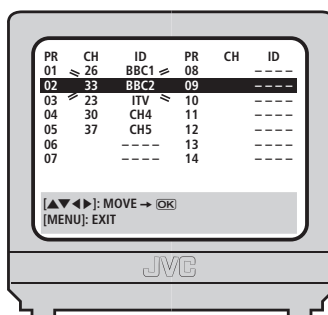 PR CH ID PR CH ID
01 26 BBC1 08 ----
02 33 BBC2 09 ----
03 23 ITV 10 ----
04 30 CH4 11 ----
05 37 CH5 12 ----
06 ---- 13 ----
07 ---- 14 ----
[▲▼◀▶]: MOVE → OK
[MENU]: EXIT
JVC